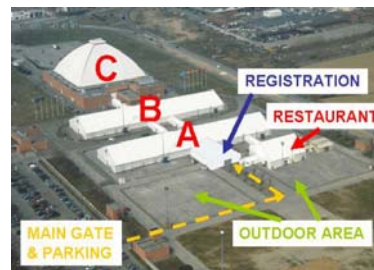 C
REGISTRATION
B
RESTAURANT
A
MAIN GATE
& PARKING
OUTDOOR AREA